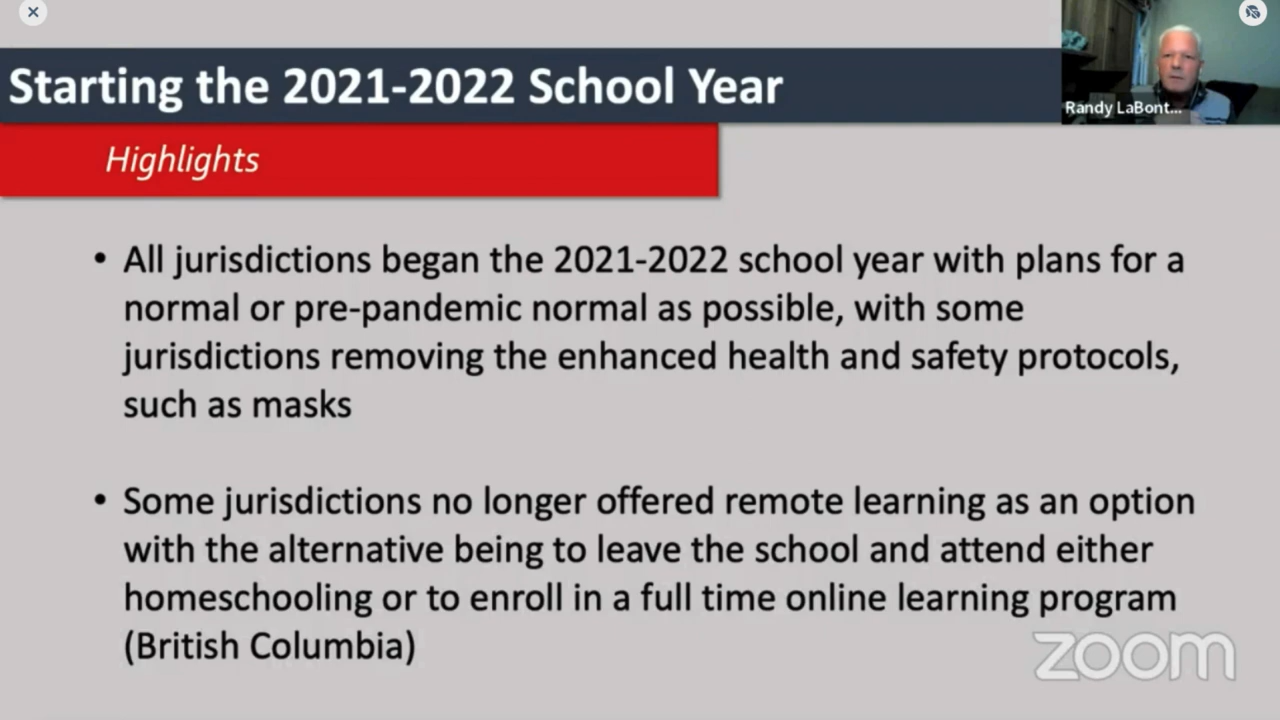 Starting the 2021-2022 School Year
Randy LaBont...
Highlights
• All jurisdictions began the 2021-2022 school year with plans for a
normal or pre-pandemic normal as possible, with some
jurisdictions removing the enhanced health and safety protocols,
such as masks
• Some jurisdictions no longer offered remote learning as an option
with the alternative being to leave the school and attend either
homeschooling or to enroll in a full time online learning program
(British Columbia)
zoom